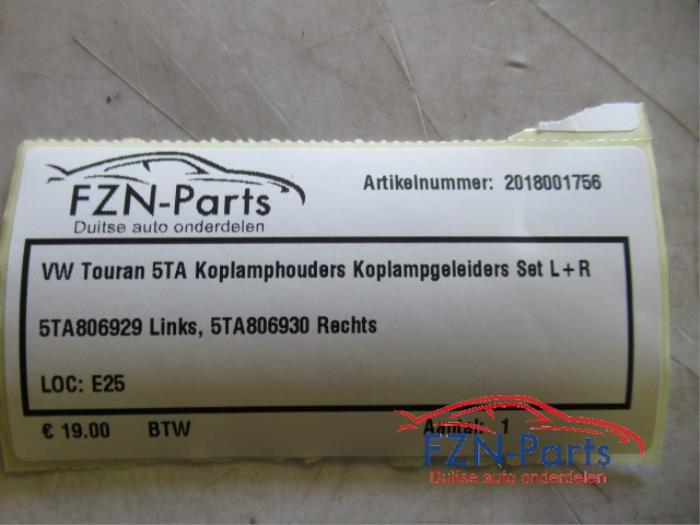 FZN-Parts
Duitse auto onderdelen
Artikelnummer: 2018001756
VW Touran 5TA Koplamphouders Koplampgeleiders Set L+R
5TA806929 Links, 5TA806930 Rechts
LOC: E25
€ 19.00 BTW Aantal: 1
FZN-Parts
Duitse auto onderdelen